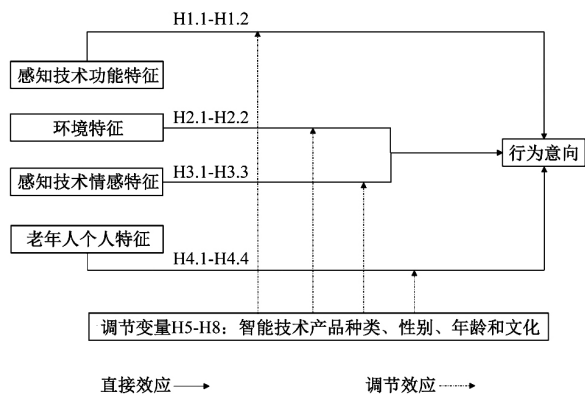 H1.1-H1.2
感知技术功能特征
H2.1-H2.2
环境特征
行为意向
H3.1-H3.3
感知技术情感特征
老年人个人特征
H4.1-H4.4
调节变量H5-H8：智能技术产品种类、性别、年龄和文化
直接效应
调节效应